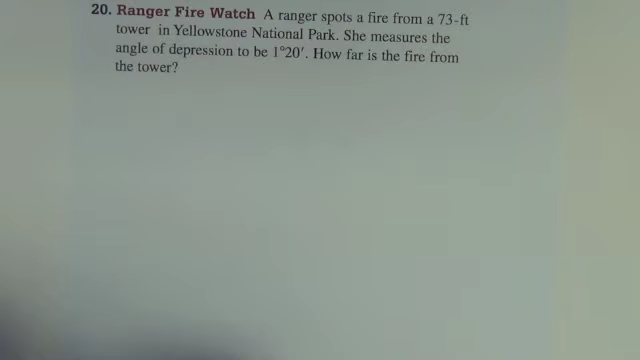 20. Ranger Fire Watch A ranger spots a fire from a 73-ft
tower in Yellowstone National Park. She measures the
angle of depression to be 1°20′. How far is the fire from
the tower?